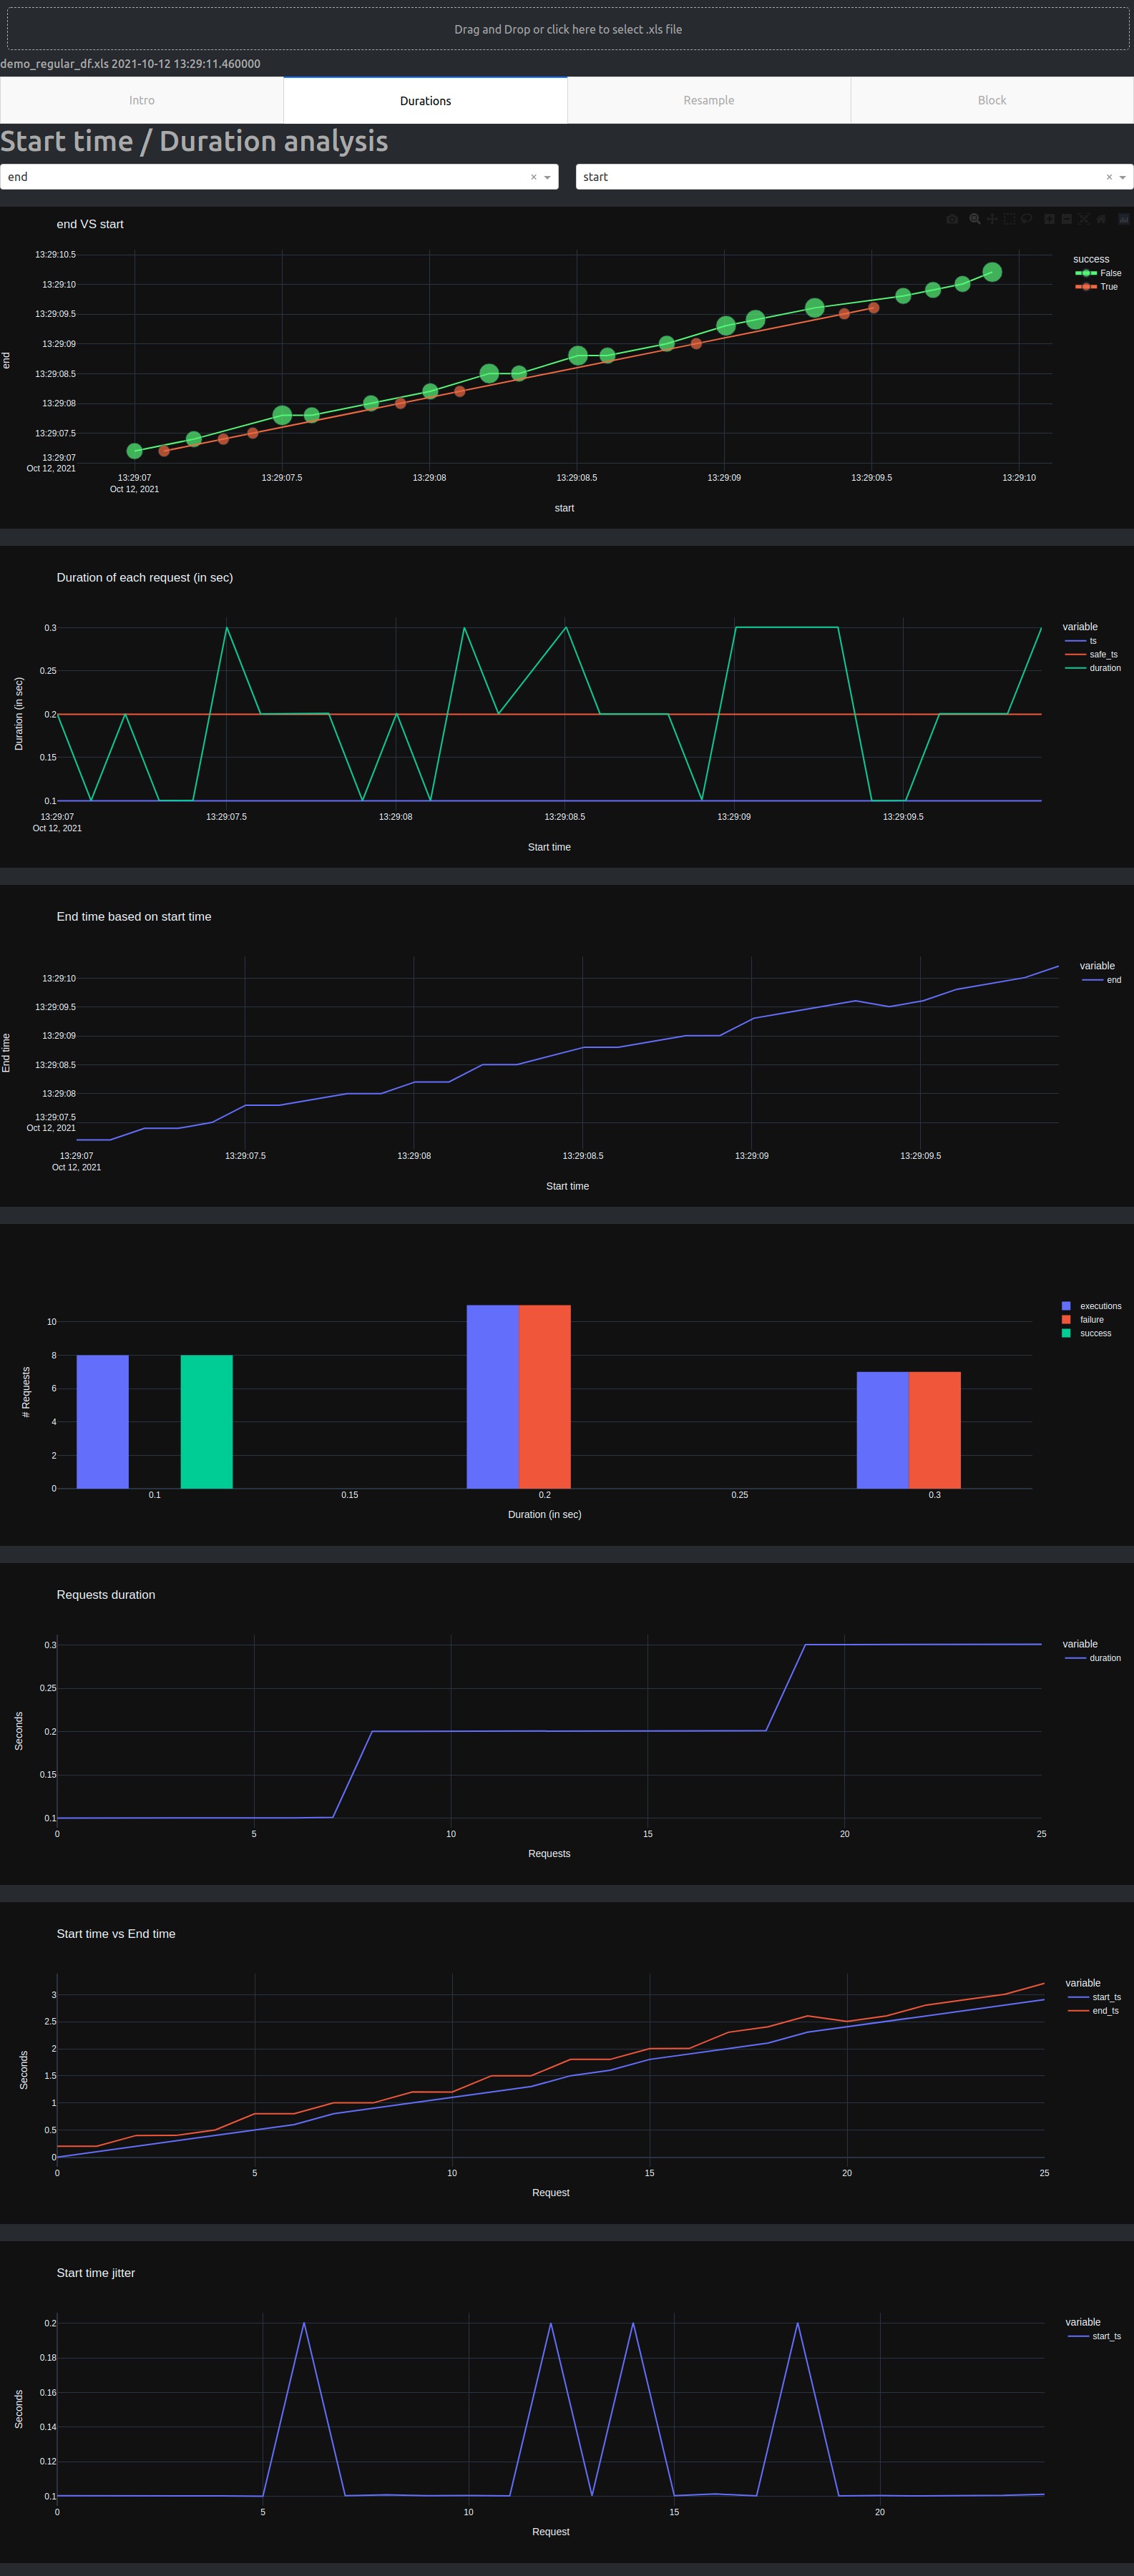 Drag and Drop or click here to select .xls file
demo_regular_df.xls 2021-10-12 13:29:11.460000
Intro Durations Resample Block
Start time / Duration analysis
end × start ×
end VS start
13:29:10.5
13:29:10
13:29:09.5
13:29:09
13:29:08.5
13:29:08
13:29:07.5
13:29:07
Oct 12, 2021
end
success
False
True
13:29:07 13:29:07.5 13:29:08 13:29:08.5 13:29:09 13:29:09.5 13:29:10
Oct 12, 2021
start
Duration of each request (in sec)
0.3
0.25
0.2
0.15
0.1
Duration (in sec)
variable
ts
safe_ts
duration
13:29:07 13:29:07.5 13:29:08 13:29:08.5 13:29:09 13:29:09.5
Oct 12, 2021
Start time
End time based on start time
13:29:10
13:29:09.5
13:29:09
13:29:08.5
13:29:08
13:29:07.5
Oct 12, 2021
End time
variable
end
13:29:07 13:29:07.5 13:29:08 13:29:08.5 13:29:09 13:29:09.5
Oct 12, 2021
Start time
10
8
6
4
2
0
# Requests
executions
failure
success
0.1 0.15 0.2 0.25 0.3
Duration (in sec)
Requests duration
0.3
0.25
0.2
0.15
0.1
Seconds
variable
duration
0 5 10 15 20 25
Requests
Start time vs End time
3
2.5
2
1.5
1
0.5
0
Seconds
variable
start_ts
end_ts
0 5 10 15 20 25
Request
Start time jitter
0.2
0.18
0.16
0.14
0.12
0.1
Seconds
variable
start_ts
0 5 10 15 20
Request